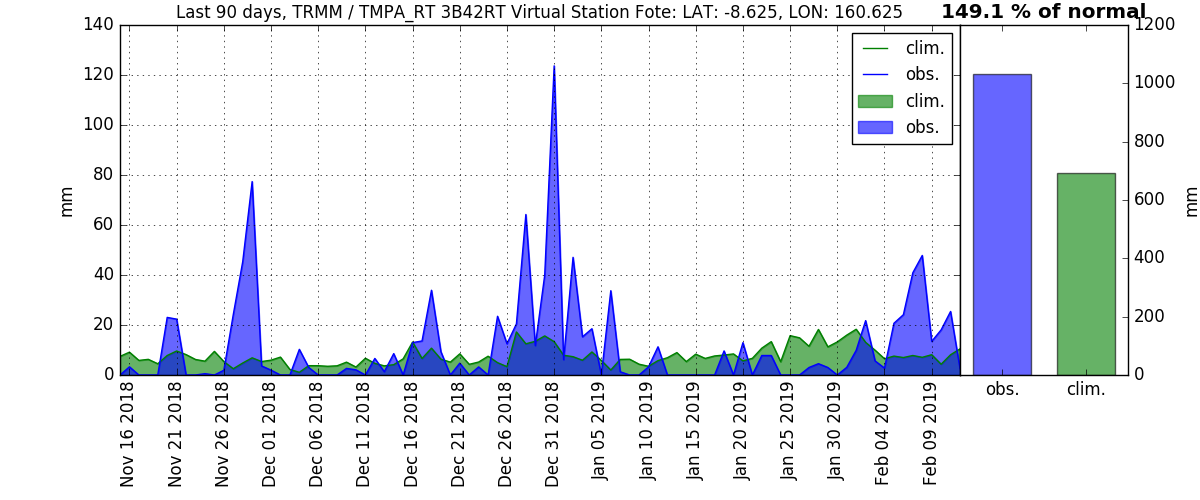 Last 90 days, TRMM / TMPA_RT 3B42RT Virtual Station Fote: LAT: -8.625, LON: 160.625
149.1 % of normal
mm
140
120
100
80
60
40
20
0
clim.
obs.
clim.
obs.
Nov 16 2018
Nov 21 2018
Nov 26 2018
Dec 01 2018
Dec 06 2018
Dec 11 2018
Dec 16 2018
Dec 21 2018
Dec 26 2018
Dec 31 2018
Jan 05 2019
Jan 10 2019
Jan 15 2019
Jan 20 2019
Jan 25 2019
Jan 30 2019
Feb 04 2019
Feb 09 2019
obs.
clim.
1200
1000
800
600
400
200
0
mm